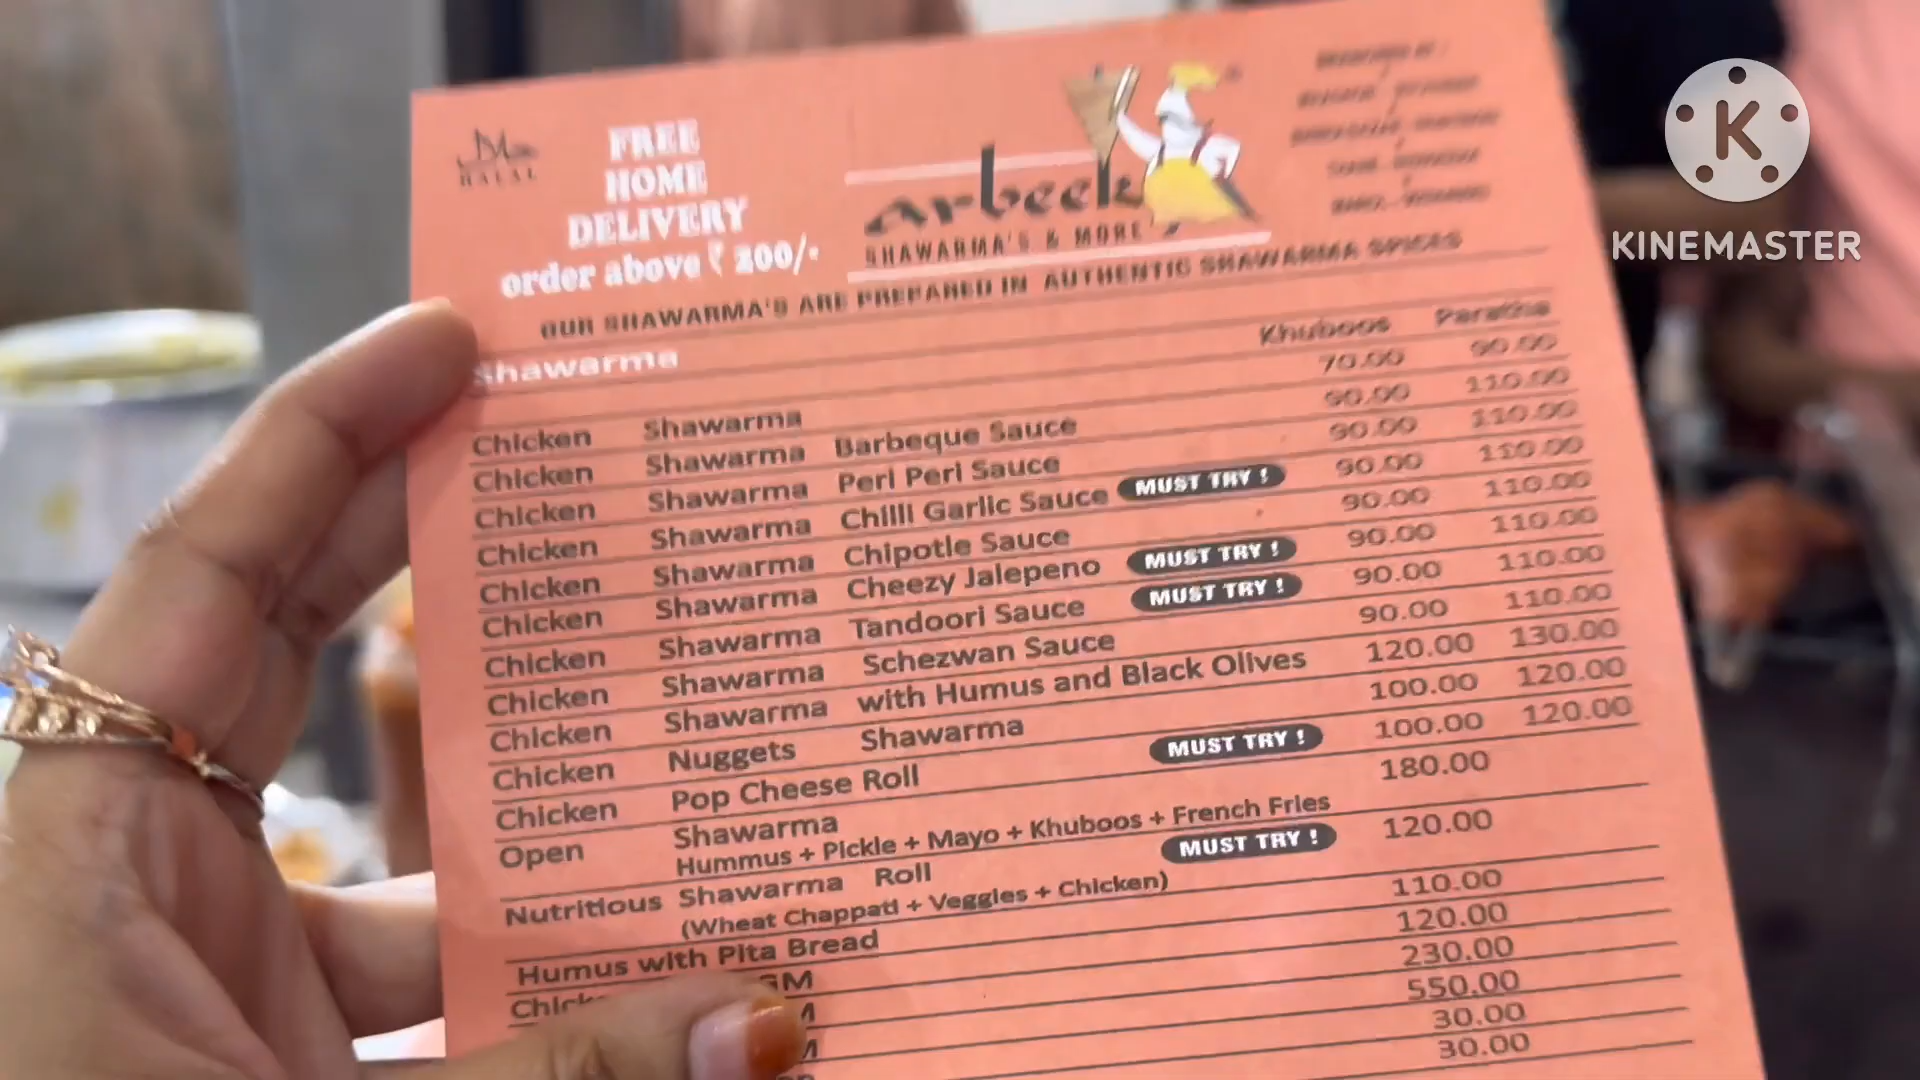 HALAL
FREE
HOME
DELIVERY
order above ₹ 200/-
arbeek
SHAWARMA'S & MORE
KINEMASTER
OUR SHAWARMA'S ARE PREPARED IN AUTHENTIC SHAWARMA SPICES
Shawarma Khuboos Paratha
Chicken Shawarma 70.00 90.00
Chicken Shawarma Barbeque Sauce 90.00 110.00
Chicken Shawarma Peri Peri Sauce 90.00 110.00
Chicken Shawarma Chilli Garlic Sauce MUST TRY ! 90.00 110.00
Chicken Shawarma Chipotle Sauce 90.00 110.00
Chicken Shawarma Cheezy Jalepeno MUST TRY ! 90.00 110.00
Chicken Shawarma Tandoori Sauce MUST TRY ! 90.00 110.00
Chicken Shawarma Schezwan Sauce 90.00 110.00
Chicken Shawarma with Humus and Black Olives 120.00 130.00
Chicken Nuggets Shawarma 100.00 120.00
Chicken Pop Cheese Roll MUST TRY ! 100.00 120.00
Open Shawarma 180.00
Hummus + Pickle + Mayo + Khuboos + French Fries
Nutritious Shawarma Roll MUST TRY ! 120.00
(Wheat Chappati + Veggies + Chicken)
Humus with Pita Bread 110.00
GM 120.00
M 230.00
M 550.00
30.00
30.00